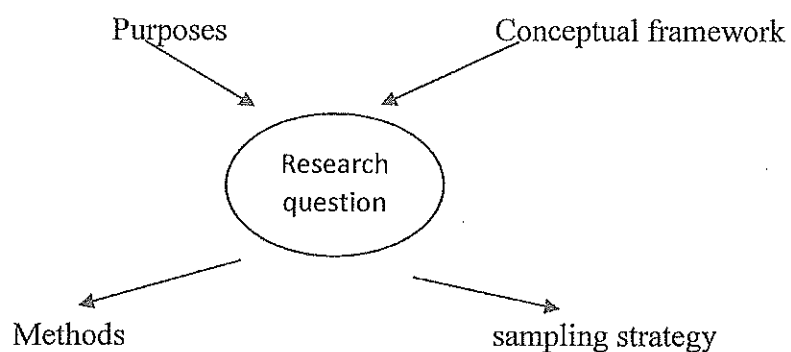 Purposes
Conceptual framework
Research
question
Methods
sampling strategy